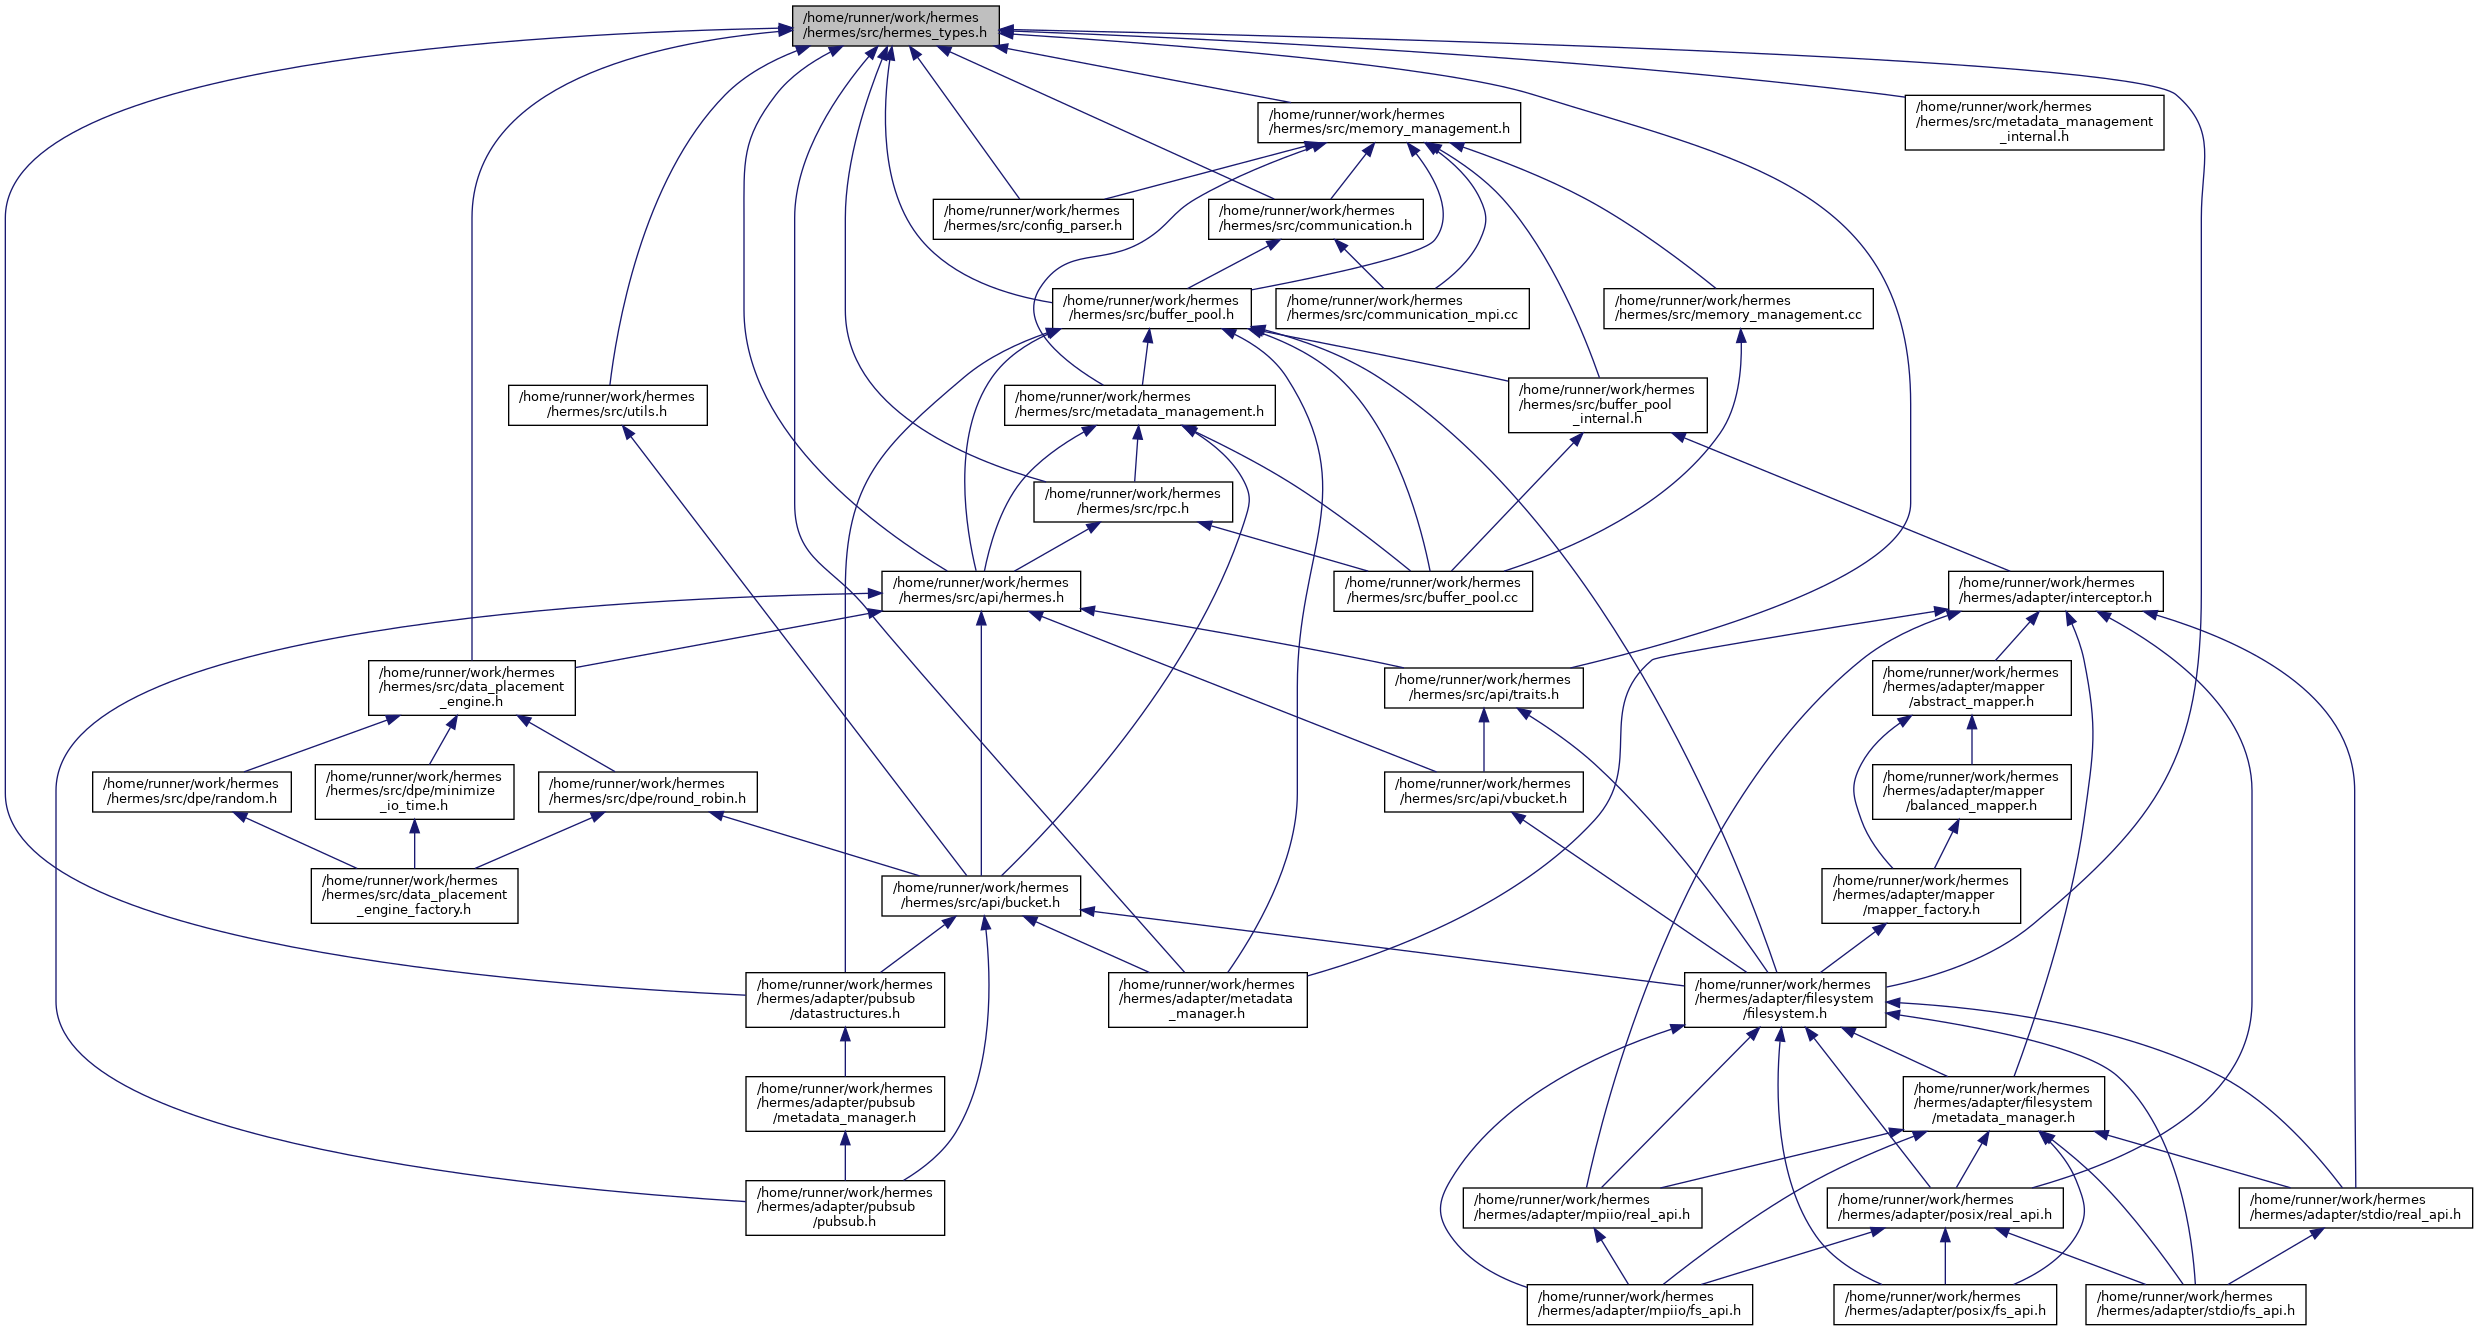 /home/runner/work/hermes
/hermes/src/hermes_types.h
/home/runner/work/hermes
/hermes/src/memory_management.h
/home/runner/work/hermes
/hermes/src/metadata_management
_internal.h
/home/runner/work/hermes
/hermes/src/config_parser.h
/home/runner/work/hermes
/hermes/src/communication.h
/home/runner/work/hermes
/hermes/src/buffer_pool.h
/home/runner/work/hermes
/hermes/src/communication_mpi.cc
/home/runner/work/hermes
/hermes/src/memory_management.cc
/home/runner/work/hermes
/hermes/src/utils.h
/home/runner/work/hermes
/hermes/src/metadata_management.h
/home/runner/work/hermes
/hermes/src/buffer_pool
_internal.h
/home/runner/work/hermes
/hermes/src/rpc.h
/home/runner/work/hermes
/hermes/src/api/hermes.h
/home/runner/work/hermes
/hermes/src/buffer_pool.cc
/home/runner/work/hermes
/hermes/adapter/interceptor.h
/home/runner/work/hermes
/hermes/src/data_placement
_engine.h
/home/runner/work/hermes
/hermes/src/api/traits.h
/home/runner/work/hermes
/hermes/adapter/mapper
/abstract_mapper.h
/home/runner/work/hermes
/hermes/src/dpe/random.h
/home/runner/work/hermes
/hermes/src/dpe/minimize
_io_time.h
/home/runner/work/hermes
/hermes/src/dpe/round_robin.h
/home/runner/work/hermes
/hermes/src/api/vbucket.h
/home/runner/work/hermes
/hermes/adapter/mapper
/balanced_mapper.h
/home/runner/work/hermes
/hermes/src/data_placement
_engine_factory.h
/home/runner/work/hermes
/hermes/src/api/bucket.h
/home/runner/work/hermes
/hermes/adapter/mapper
/mapper_factory.h
/home/runner/work/hermes
/hermes/adapter/pubsub
/datastructures.h
/home/runner/work/hermes
/hermes/adapter/metadata
_manager.h
/home/runner/work/hermes
/hermes/adapter/filesystem
/filesystem.h
/home/runner/work/hermes
/hermes/adapter/pubsub
/metadata_manager.h
/home/runner/work/hermes
/hermes/adapter/filesystem
/metadata_manager.h
/home/runner/work/hermes
/hermes/adapter/pubsub
/pubsub.h
/home/runner/work/hermes
/hermes/adapter/mpiio/real_api.h
/home/runner/work/hermes
/hermes/adapter/posix/real_api.h
/home/runner/work/hermes
/hermes/adapter/stdio/real_api.h
/home/runner/work/hermes
/hermes/adapter/mpiio/fs_api.h
/home/runner/work/hermes
/hermes/adapter/posix/fs_api.h
/home/runner/work/hermes
/hermes/adapter/stdio/fs_api.h